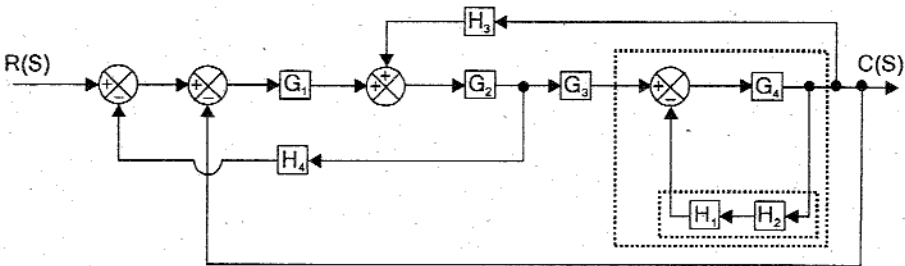 H3
R(S)
C(S)
+
−
+
−
G1
+
+
G2
G3
+
−
G4
H4
H1
H2